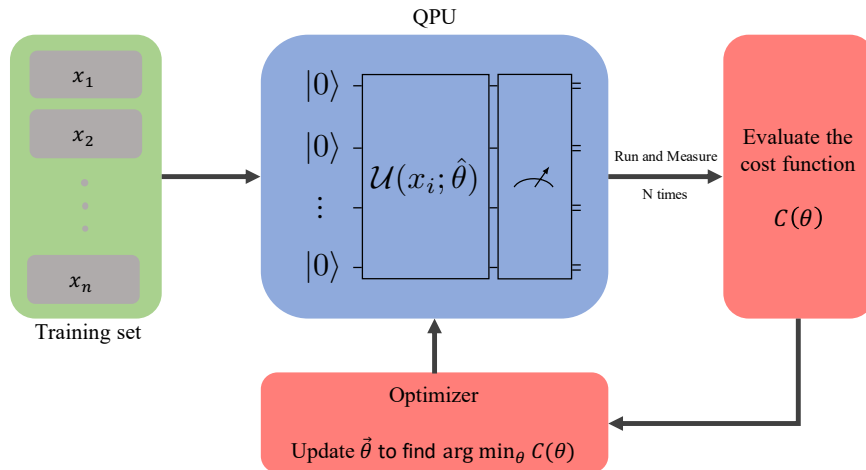 QPU
x₁
x₂
xₙ
Training set
|0⟩
|0⟩
⋮
|0⟩
𝒰(xᵢ; θ̂)
Run and Measure
N times
Evaluate the
cost function
C(θ)
Optimizer
Update θ⃗ to find arg min_θ C(θ)